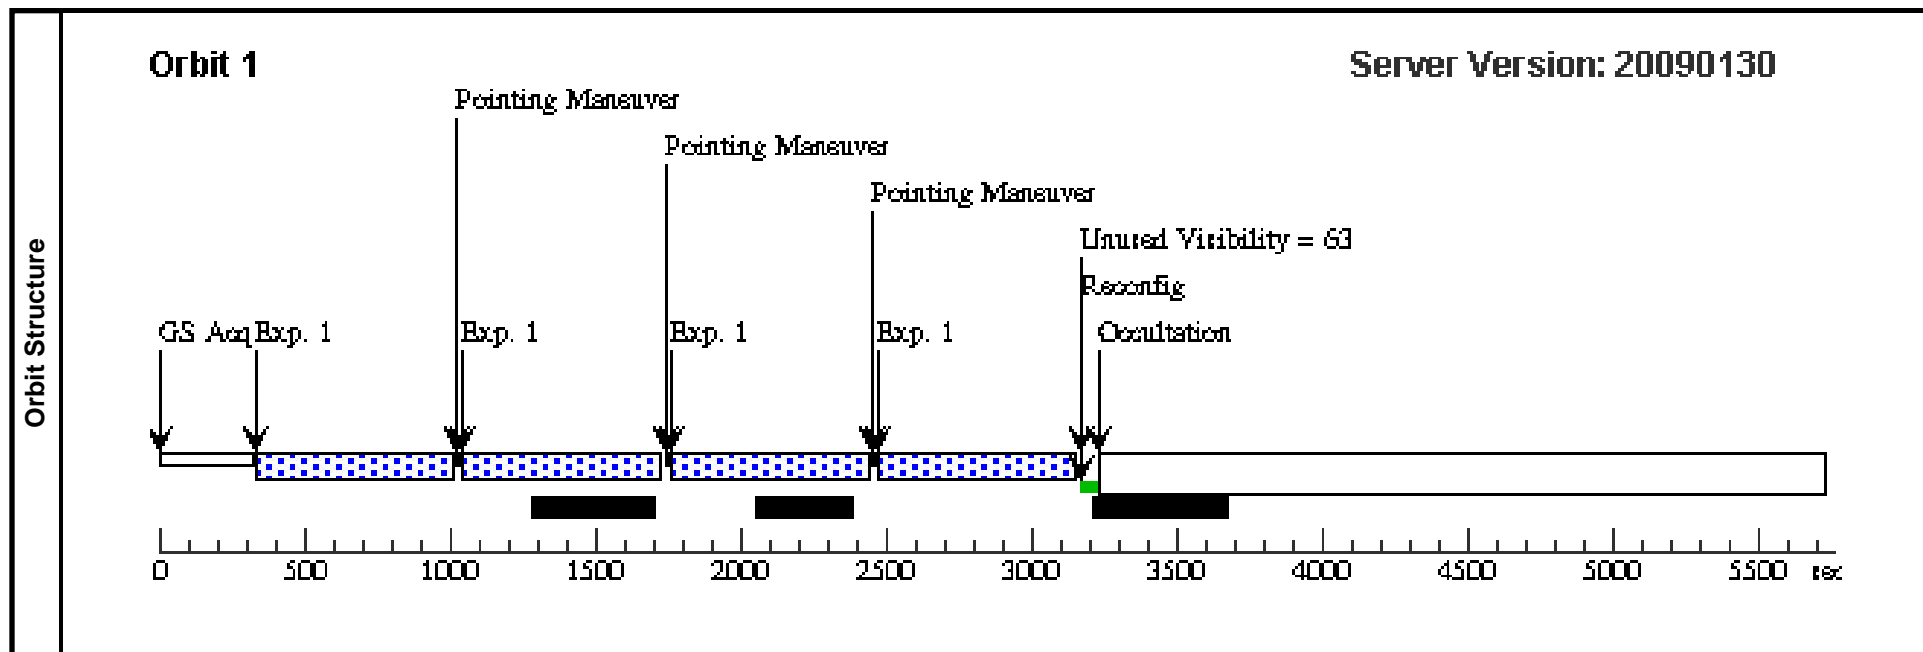 Orbit Structure
Orbit 1
Server Version: 20090130
Pointing Maneuver
Pointing Maneuver
Pointing Maneuver
Unused Visibility = 63
Reconfig
GS Acq Exp. 1 Exp. 1 Exp. 1 Exp. 1 Occultation
0 500 1000 1500 2000 2500 3000 3500 4000 4500 5000 5500 sec